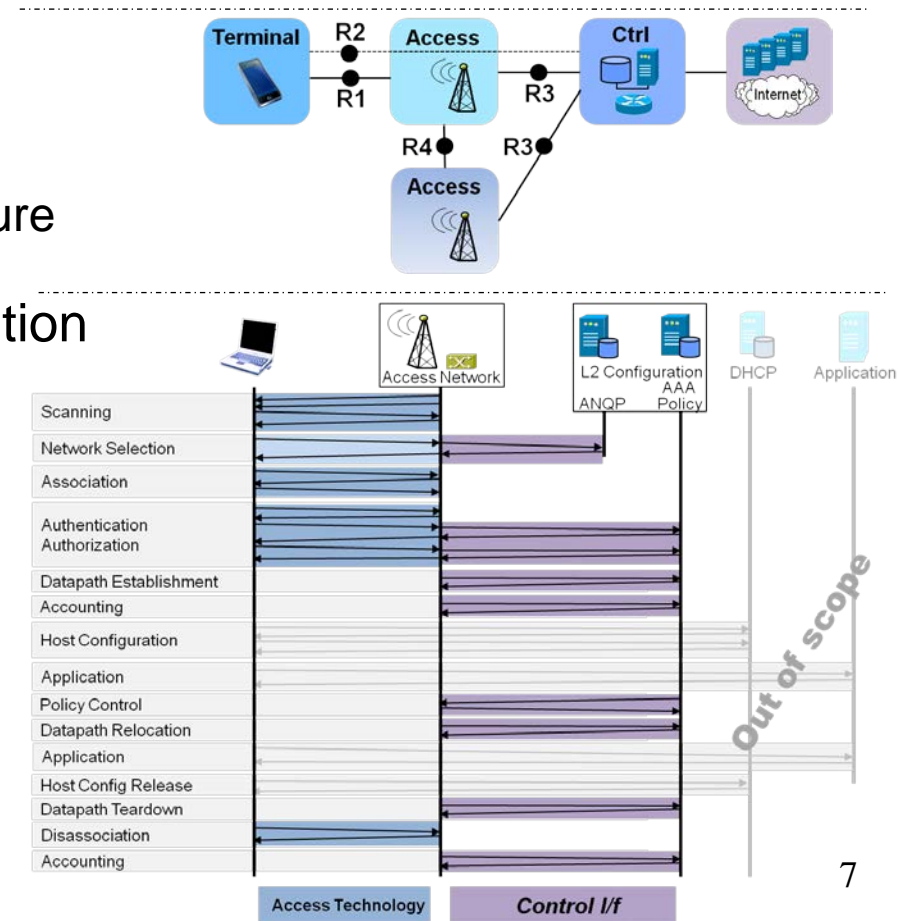 Terminal
R2
R1
Access
R3
Ctrl
Internet
R4
R3
Access
ure
tion
Access Network
L2 Configuration
AAA
ANQP
Policy
DHCP
Application
Scanning
Network Selection
Association
Authentication
Authorization
Datapath Establishment
Accounting
Host Configuration
Application
Policy Control
Datapath Relocation
Application
Host Config Release
Datapath Teardown
Disassociation
Accounting
Out of scope
7
Access Technology
Control I/f